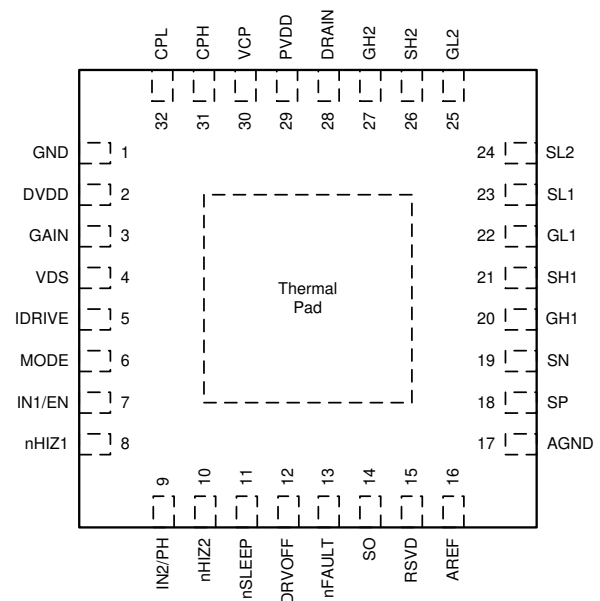 CPL CPH VCP PVDD DRAIN GH2 SH2 GL2
32 31 30 29 28 27 26 25
GND 1
DVDD 2
GAIN 3
VDS 4
IDRIVE 5
MODE 6
IN1/EN 7
nHIZ1 8
Thermal
Pad
24 SL2
23 SL1
22 GL1
21 SH1
20 GH1
19 SN
18 SP
17 AGND
9 10 11 12 13 14 15 16
IN2/PH nHIZ2 nSLEEP DRVOFF nFAULT SO RSVD AREF